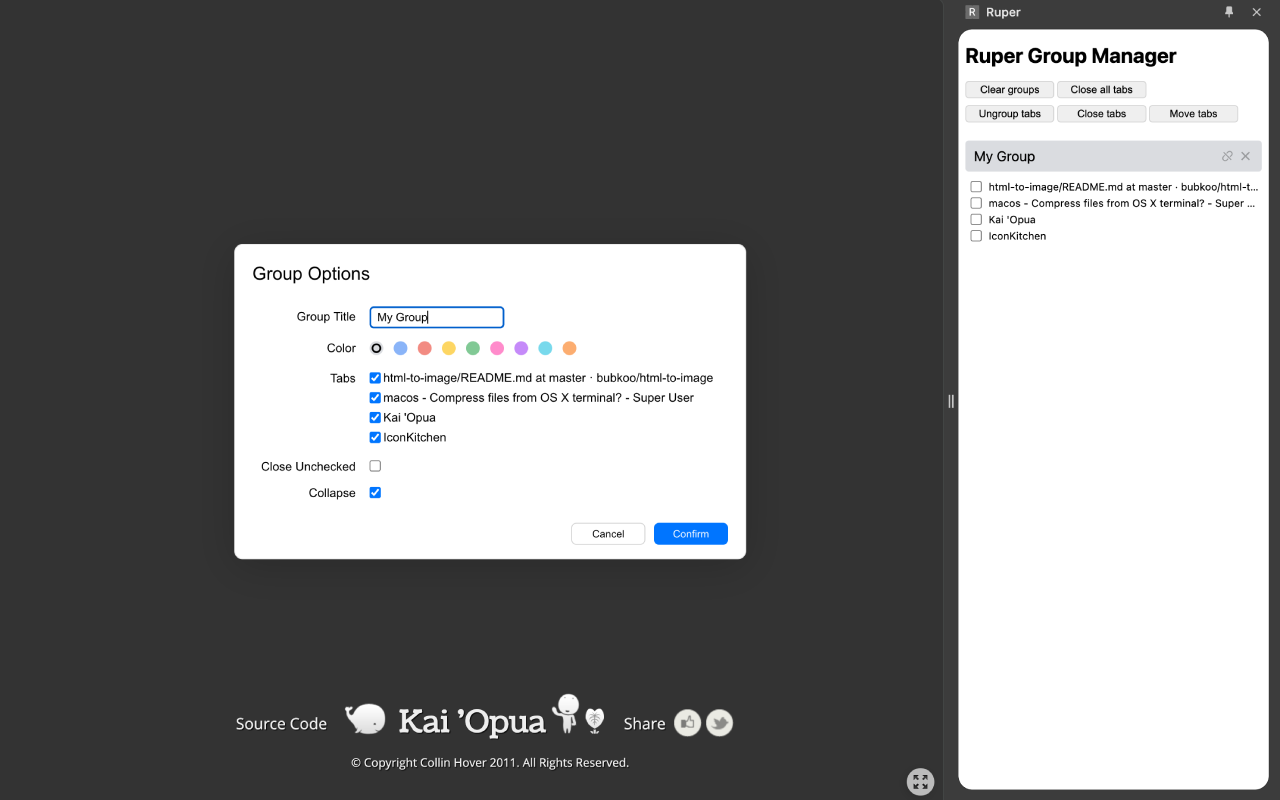 R Ruper
Ruper Group Manager
Clear groups Close all tabs
Ungroup tabs Close tabs Move tabs
My Group
html-to-image/README.md at master · bubkoo/html-t...
macos - Compress files from OS X terminal? - Super ...
Kai 'Opua
IconKitchen
Group Options
Group Title My Group
Color
Tabs html-to-image/README.md at master · bubkoo/html-to-image
macos - Compress files from OS X terminal? - Super User
Kai 'Opua
IconKitchen
Close Unchecked
Collapse
Cancel Confirm
Source Code Kai ’Opua Share
© Copyright Collin Hover 2011. All Rights Reserved.